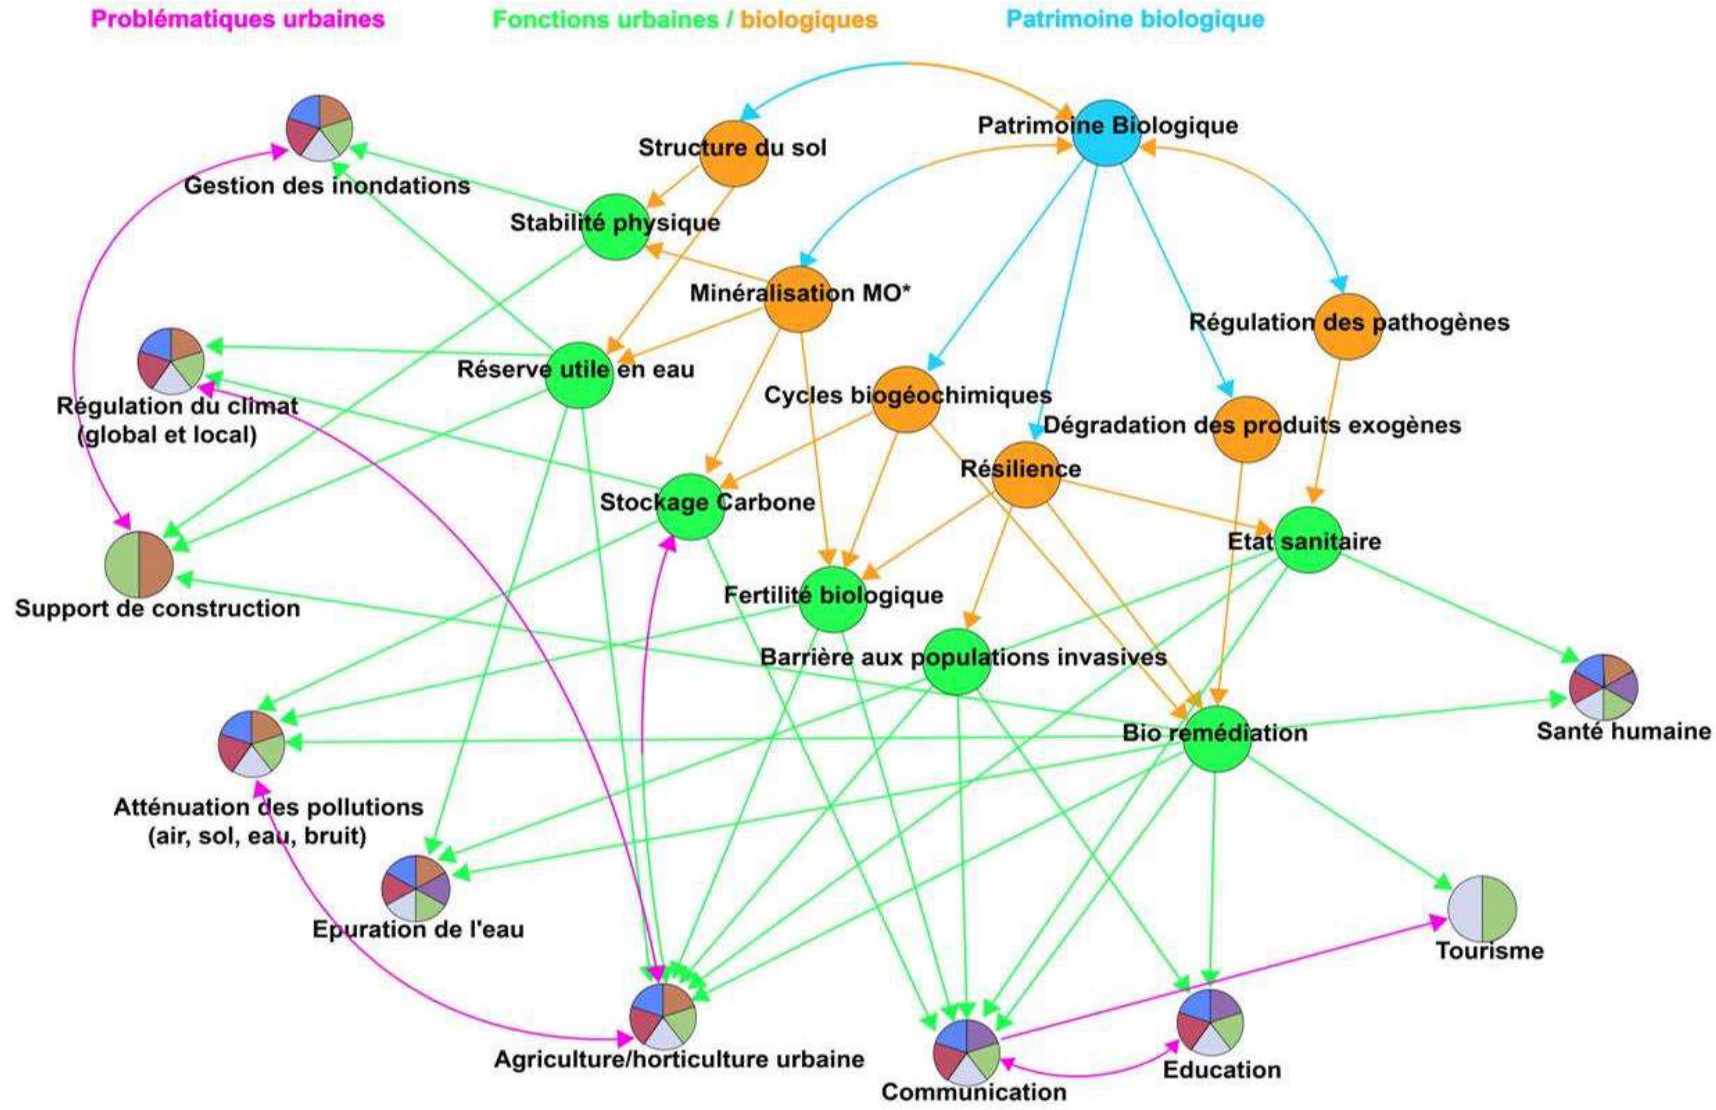 Problématiques urbaines
Fonctions urbaines / biologiques
Patrimoine biologique
Patrimoine Biologique
Structure du sol
Gestion des inondations
Stabilité physique
Minéralisation MO*
Régulation des pathogènes
Réserve utile en eau
Cycles biogéochimiques
Régulation du climat
(global et local)
Dégradation des produits exogènes
Résilience
Stockage Carbone
Etat sanitaire
Fertilité biologique
Support de construction
Barrière aux populations invasives
Bio remédiation
Santé humaine
Atténuation des pollutions
(air, sol, eau, bruit)
Epuration de l'eau
Tourisme
Agriculture/horticulture urbaine
Education
Communication